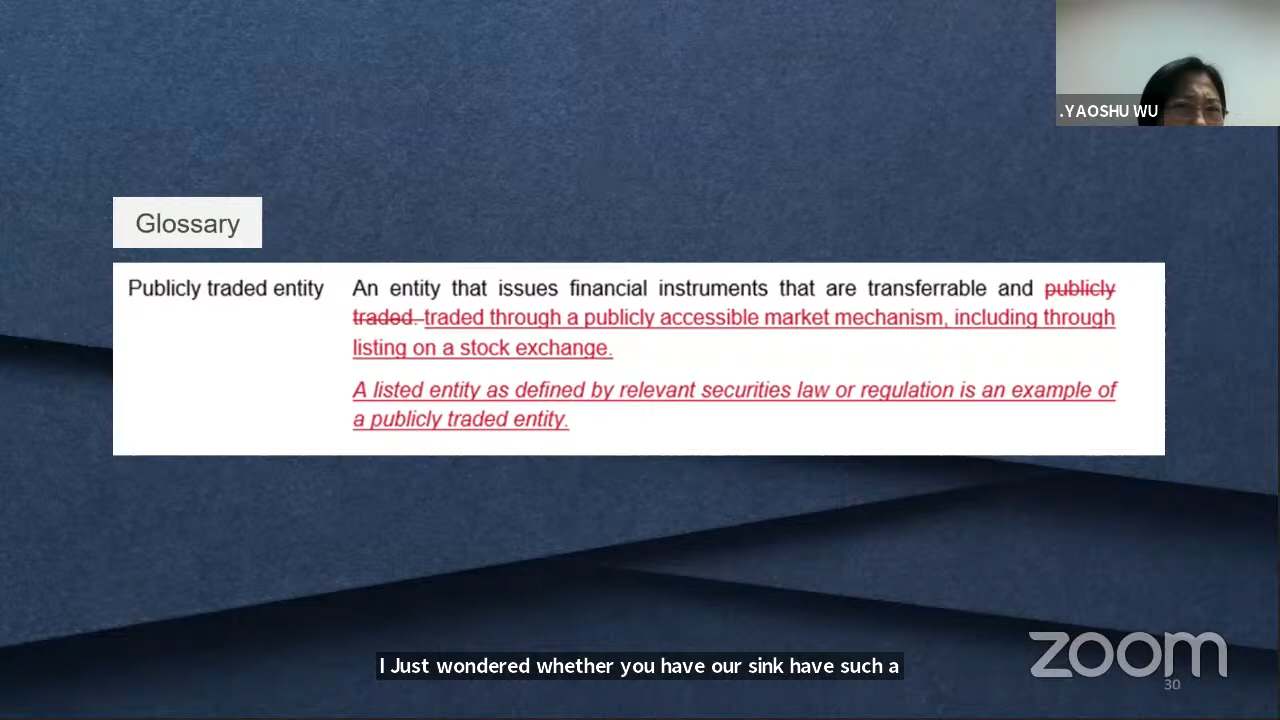 .YAOSHU WU
Glossary
Publicly traded entity
An entity that issues financial instruments that are transferrable and publicly
traded. traded through a publicly accessible market mechanism, including through
listing on a stock exchange.
A listed entity as defined by relevant securities law or regulation is an example of
a publicly traded entity.
I Just wondered whether you have our sink have such a
zoom
30